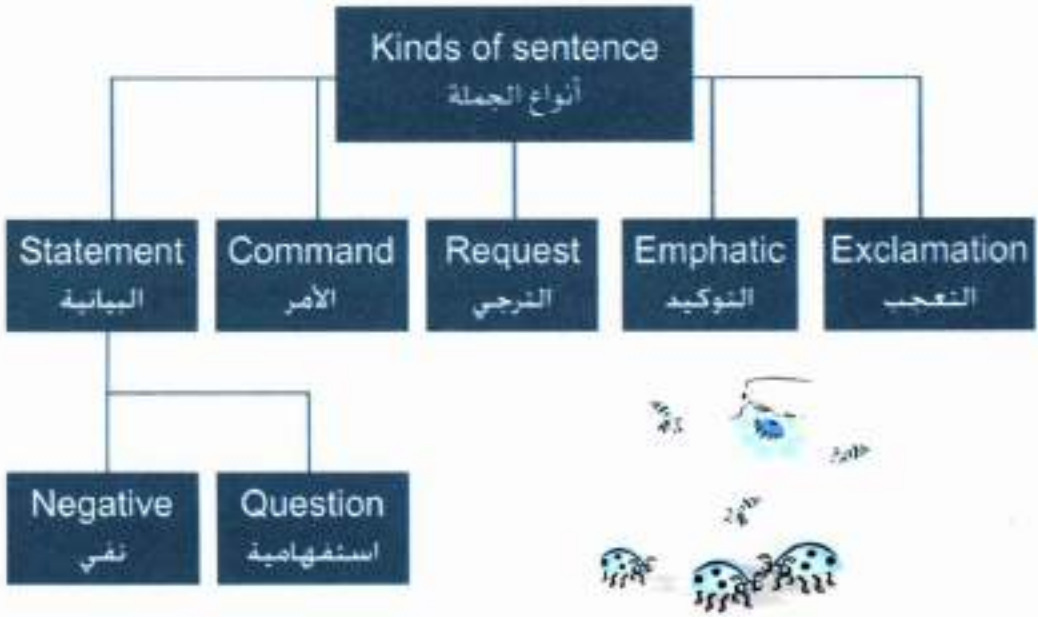 Kinds of sentence
أنواع الجملة
Statement
البيانية
Command
الأمر
Request
الترجي
Emphatic
التوكيد
Exclamation
التعجب
Negative
نفي
Question
استفهامية